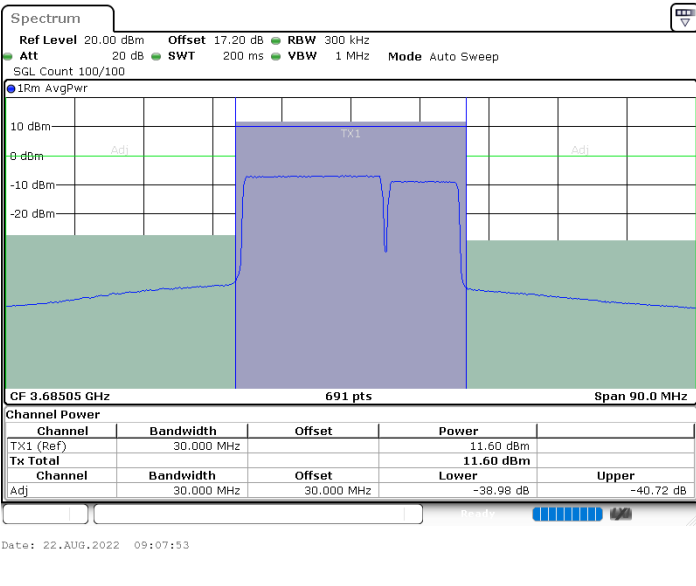 Spectrum
Ref Level 20.00 dBm Offset 17.20 dB RBW 300 kHz
Att 20 dB SWT 200 ms VBW 1 MHz Mode Auto Sweep
SGL Count 100/100
1Rm AvgPwr
10 dBm
TX1
Adj Adj
0 dBm
-10 dBm
-20 dBm
CF 3.68505 GHz 691 pts Span 90.0 MHz
Channel Power
Channel Bandwidth Offset Power
TX1 (Ref) 30.000 MHz 11.60 dBm
Tx Total 11.60 dBm
Channel Bandwidth Offset Lower Upper
Adj 30.000 MHz 30.000 MHz -38.98 dB -40.72 dB
Ready
Date: 22.AUG.2022 09:07:53